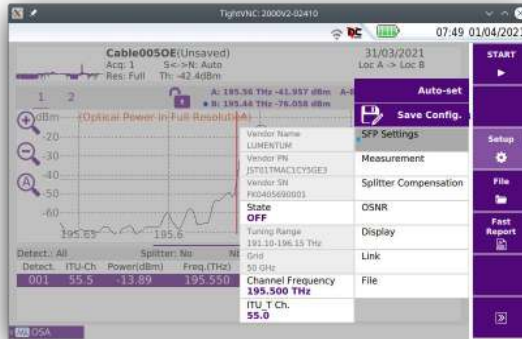 TightVNC: 2000V2-02410
07:49 01/04/2021
Cable005OE(Unsaved)
Acq: 1 S<->N: Auto
Res: Full Th: -42.4dBm
31/03/2021
Loc A -> Loc B
1 2
A: 195.56 THz -41.957 dBm A-B
B: 195.44 THz -76.058 dBm
dBm (Optical Power in Full Resolution)
-20
-30
-50
-60
195.65 195.6
Detect.: All Splitter: No
Detect. ITU-Ch Power(dBm) Freq.(THz)
001 55.5 -13.89 195.550
OSA
Vendor Name
LUMENTUM
Vendor PN
JST01TMAC1CY5GE3
Vendor SN
FK0405690001
State
OFF
Tuning Range
191.10-196.15 THz
Grid
50 GHz
Channel Frequency
195.500 THz
ITU_T Ch.
55.0
Auto-set
Save Config.
SFP Settings
Measurement
Splitter Compensation
OSNR
Display
Link
File
START
Setup
File
Fast
Report